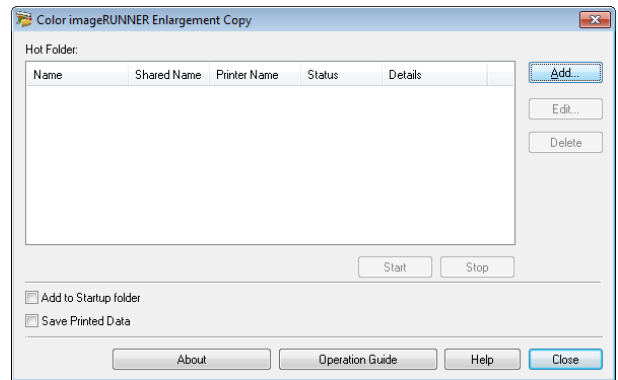 Color imageRUNNER Enlargement Copy
Hot Folder:
Name Shared Name Printer Name Status Details
Add...
Edit...
Delete
Start Stop
Add to Startup folder
Save Printed Data
About Operation Guide Help Close